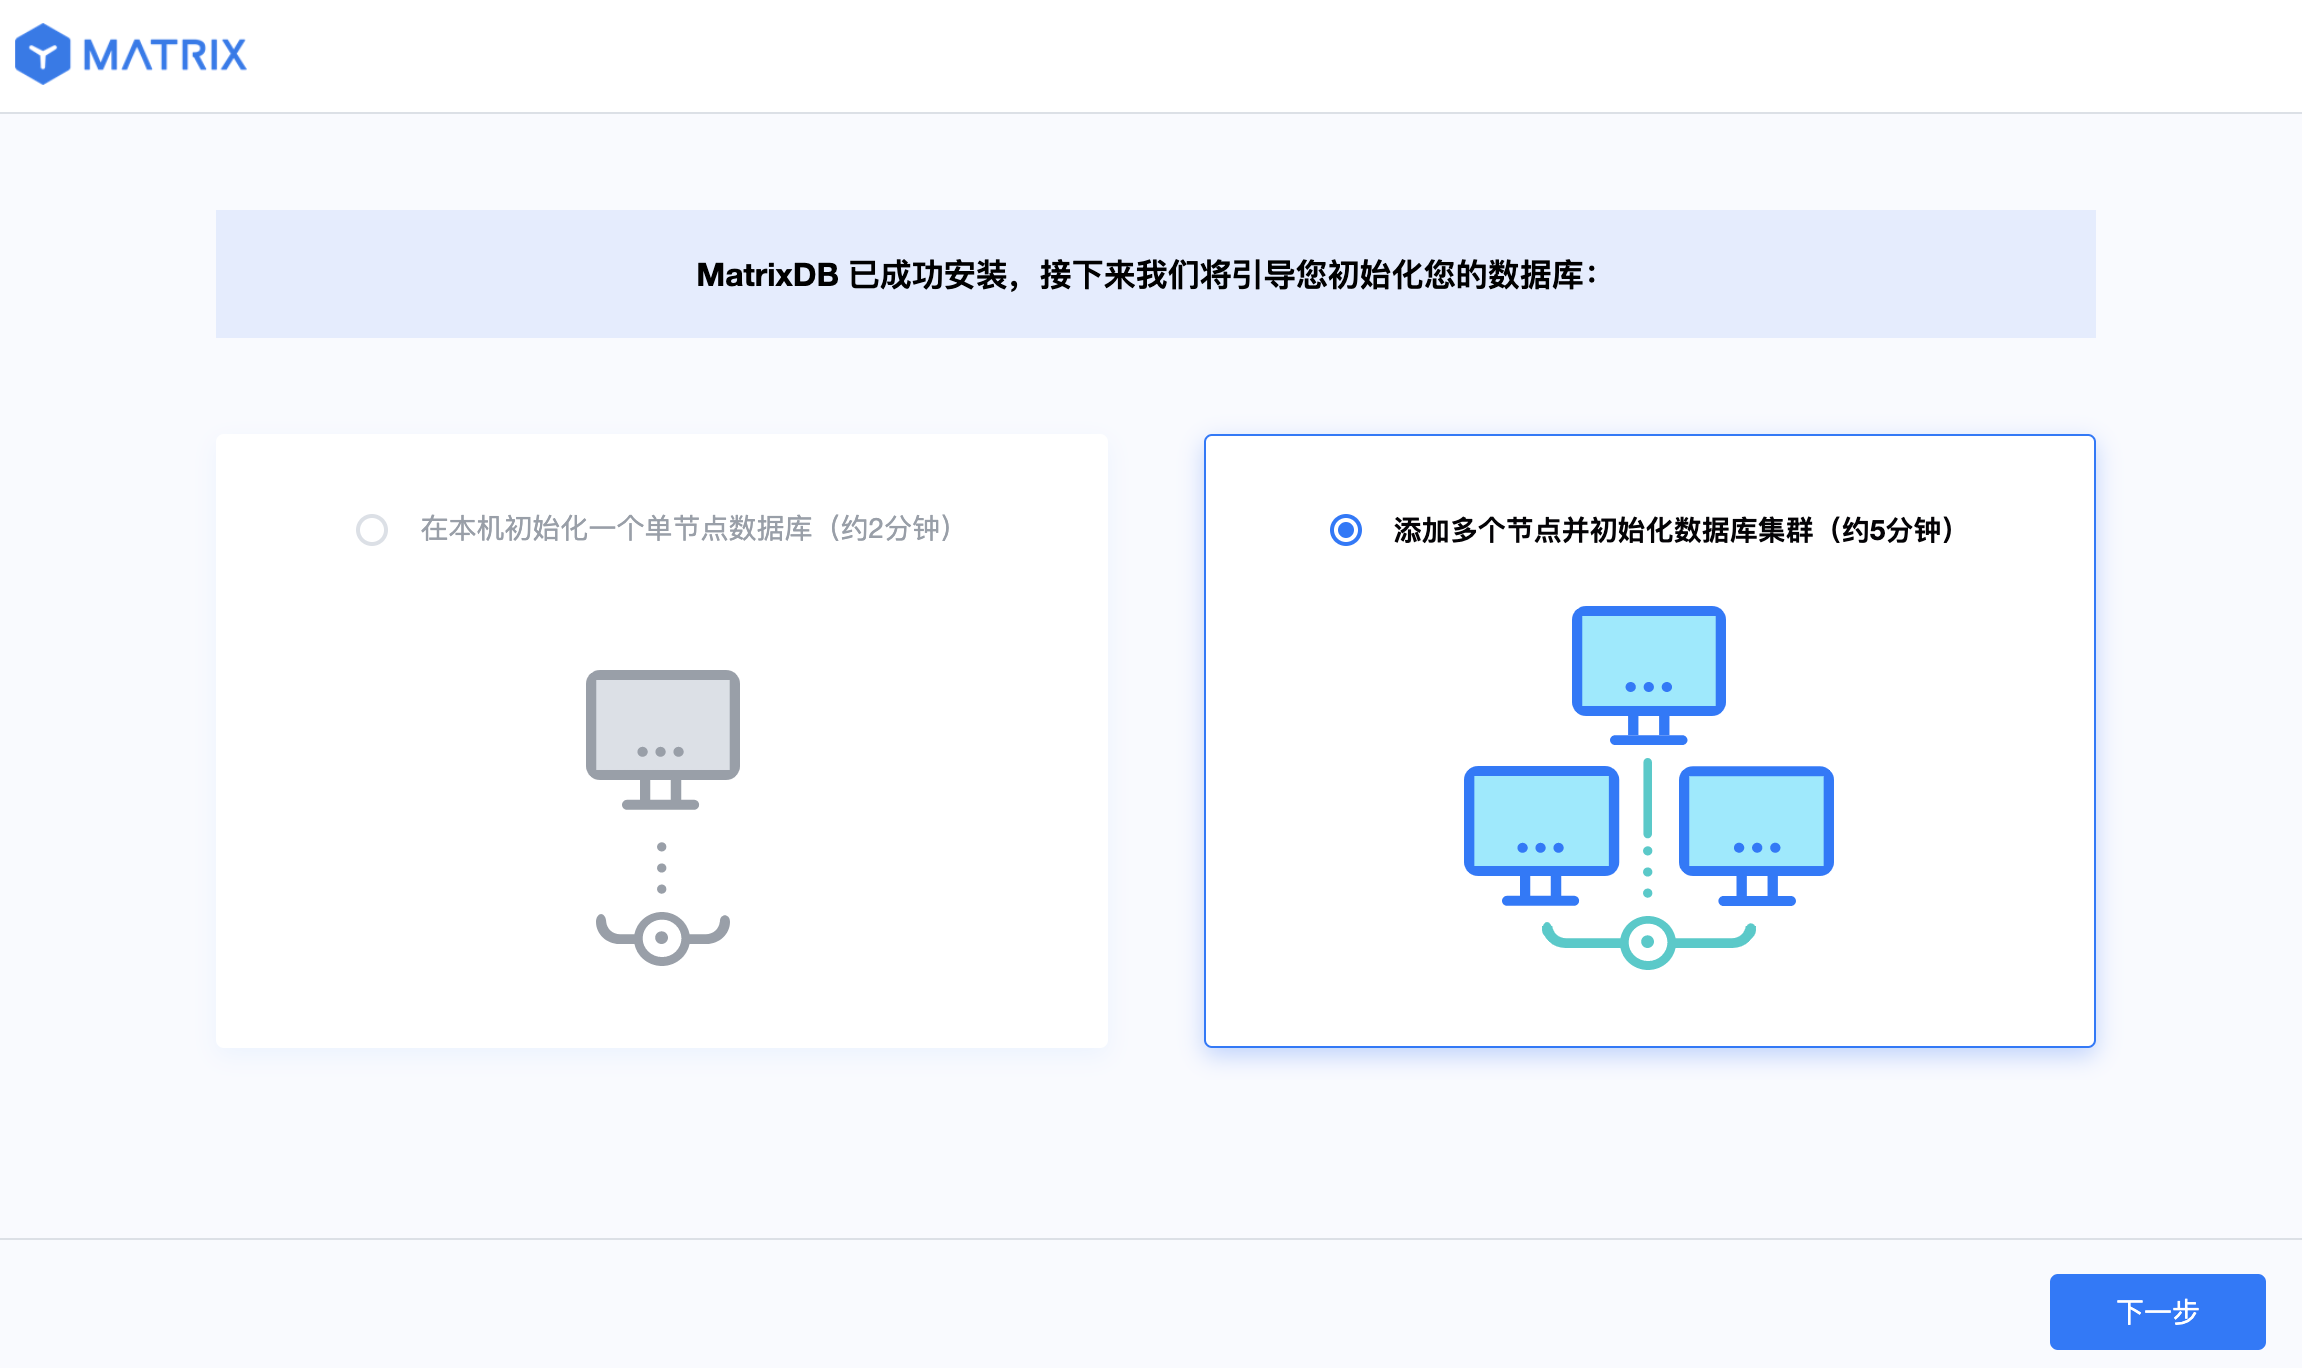 MATRIX
MatrixDB 已成功安装，接下来我们将引导您初始化您的数据库：
在本机初始化一个单节点数据库（约2分钟）
添加多个节点并初始化数据库集群（约5分钟）
下一步